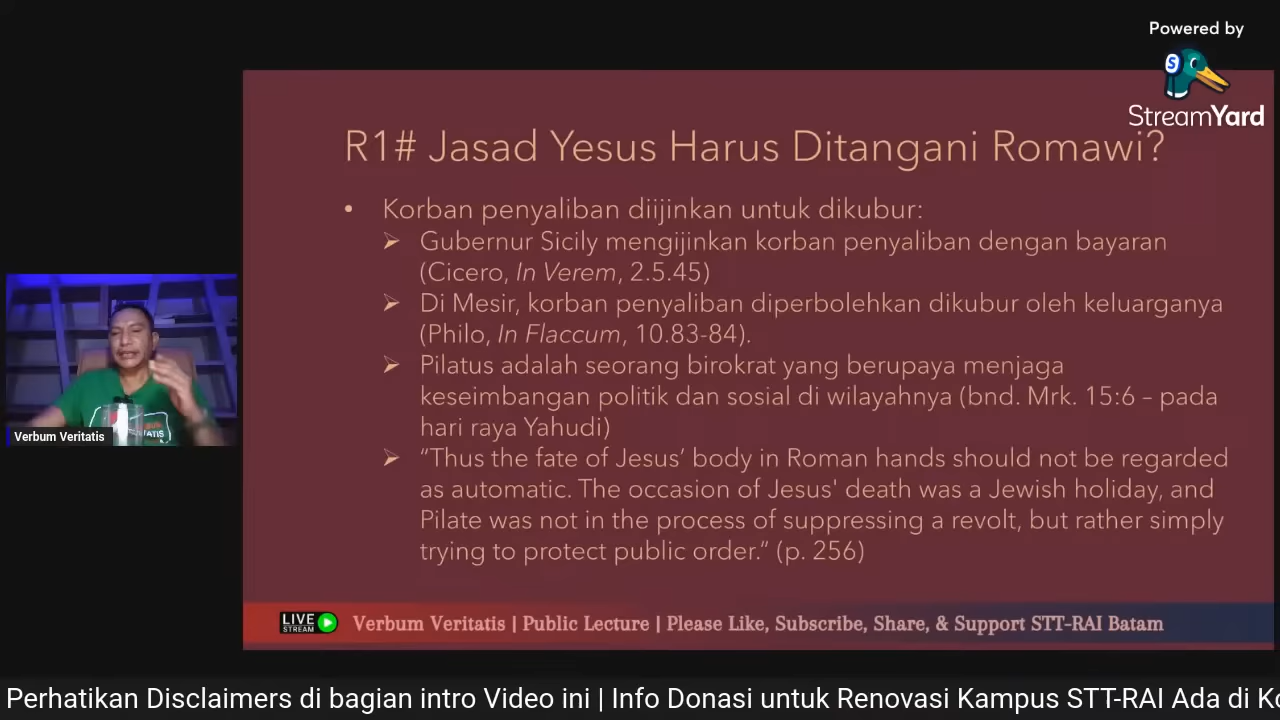 Powered by
S
StreamYard
R1# Jasad Yesus Harus Ditangani Romawi?
• Korban penyaliban diijinkan untuk dikubur:
➢ Gubernur Sicily mengijinkan korban penyaliban dengan bayaran
(Cicero, In Verem, 2.5.45)
➢ Di Mesir, korban penyaliban diperbolehkan dikubur oleh keluarganya
(Philo, In Flaccum, 10.83-84).
➢ Pilatus adalah seorang birokrat yang berupaya menjaga
keseimbangan politik dan sosial di wilayahnya (bnd. Mrk. 15:6 – pada
hari raya Yahudi)
➢ “Thus the fate of Jesus’ body in Roman hands should not be regarded
as automatic. The occasion of Jesus' death was a Jewish holiday, and
Pilate was not in the process of suppressing a revolt, but rather simply
trying to protect public order.“ (p. 256)
Verbum Veritatis
LIVE
STREAM
Verbum Veritatis | Public Lecture | Please Like, Subscribe, Share, & Support STT-RAI Batam
Perhatikan Disclaimers di bagian intro Video ini | Info Donasi untuk Renovasi Kampus STT-RAI Ada di